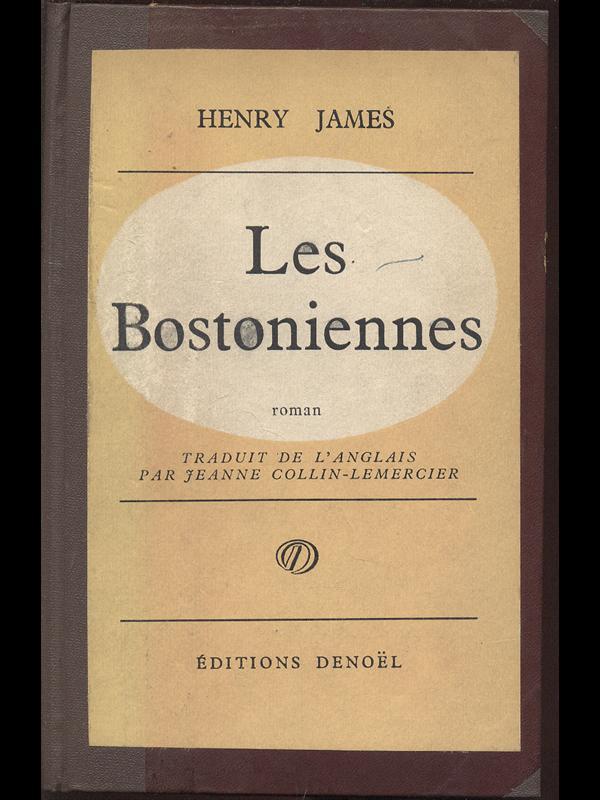 HENRY JAMES
Les
Bostoniennes
roman
TRADUIT DE L'ANGLAIS
PAR JEANNE COLLIN-LEMERCIER
ÉDITIONS DENOËL